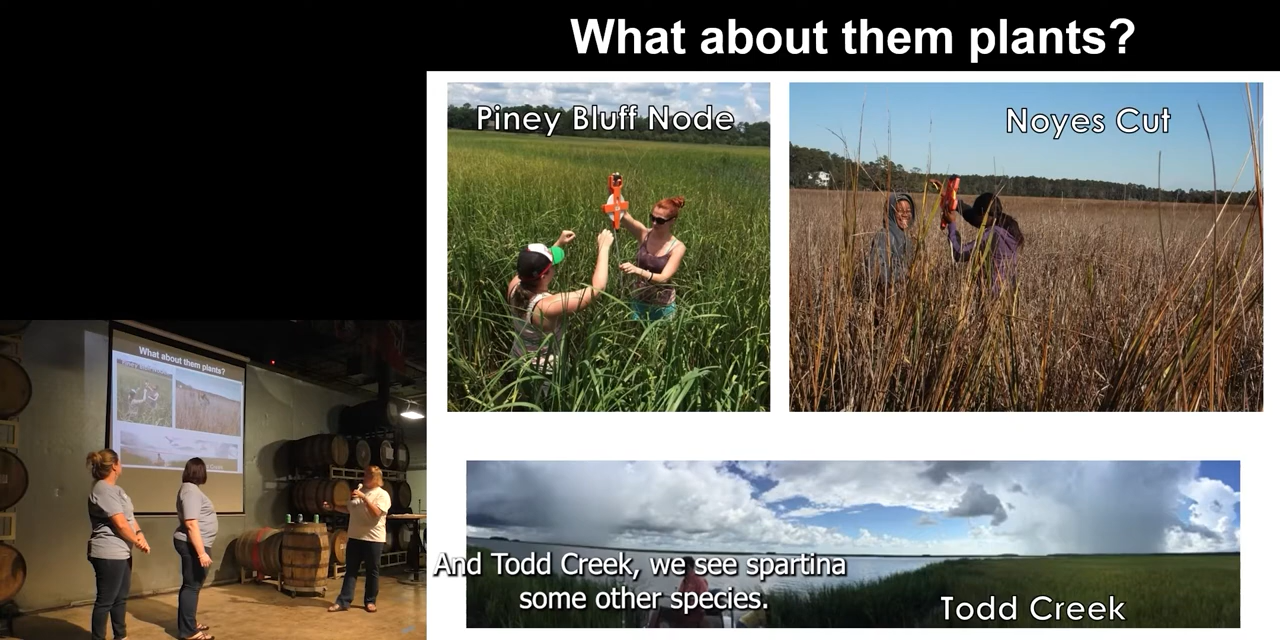 What about them plants?
Piney Bluff Node
Noyes Cut
What about them plants?
And Todd Creek, we see spartina
some other species.
Todd Creek